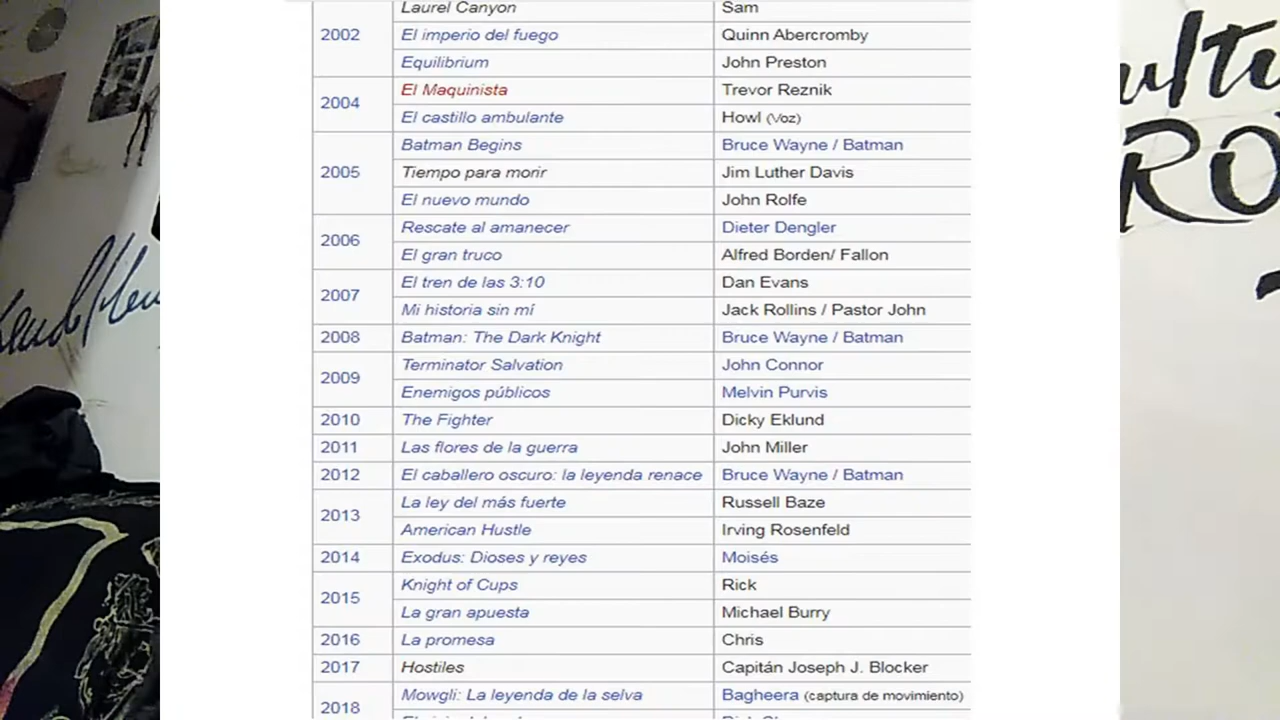 Laurel Canyon Sam
2002 El imperio del fuego Quinn Abercromby
Equilibrium John Preston
2004 El Maquinista Trevor Reznik
El castillo ambulante Howl (Voz)
2005 Batman Begins Bruce Wayne / Batman
Tiempo para morir Jim Luther Davis
El nuevo mundo John Rolfe
2006 Rescate al amanecer Dieter Dengler
El gran truco Alfred Borden/ Fallon
2007 El tren de las 3:10 Dan Evans
Mi historia sin mí Jack Rollins / Pastor John
2008 Batman: The Dark Knight Bruce Wayne / Batman
2009 Terminator Salvation John Connor
Enemigos públicos Melvin Purvis
2010 The Fighter Dicky Eklund
2011 Las flores de la guerra John Miller
2012 El caballero oscuro: la leyenda renace Bruce Wayne / Batman
2013 La ley del más fuerte Russell Baze
American Hustle Irving Rosenfeld
2014 Exodus: Dioses y reyes Moisés
2015 Knight of Cups Rick
La gran apuesta Michael Burry
2016 La promesa Chris
2017 Hostiles Capitán Joseph J. Blocker
2018 Mowgli: La leyenda de la selva Bagheera (captura de movimiento)